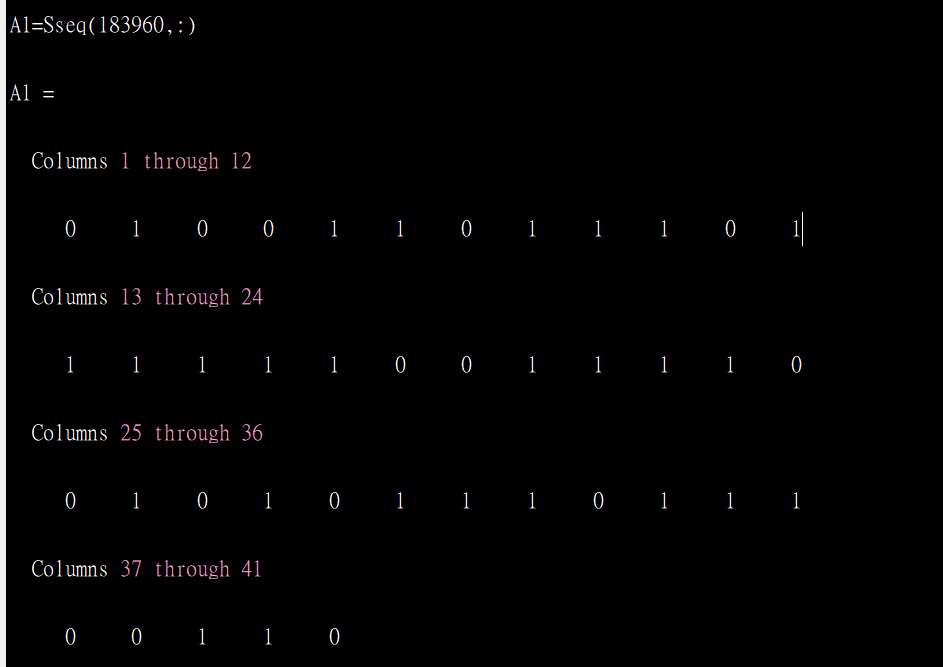 A1=Sseq(183960,:)
A1 =
Columns 1 through 12
0 1 0 0 1 1 0 1 1 1 0 1
Columns 13 through 24
1 1 1 1 1 0 0 1 1 1 1 0
Columns 25 through 36
0 1 0 1 0 1 1 1 0 1 1 1
Columns 37 through 41
0 0 1 1 0